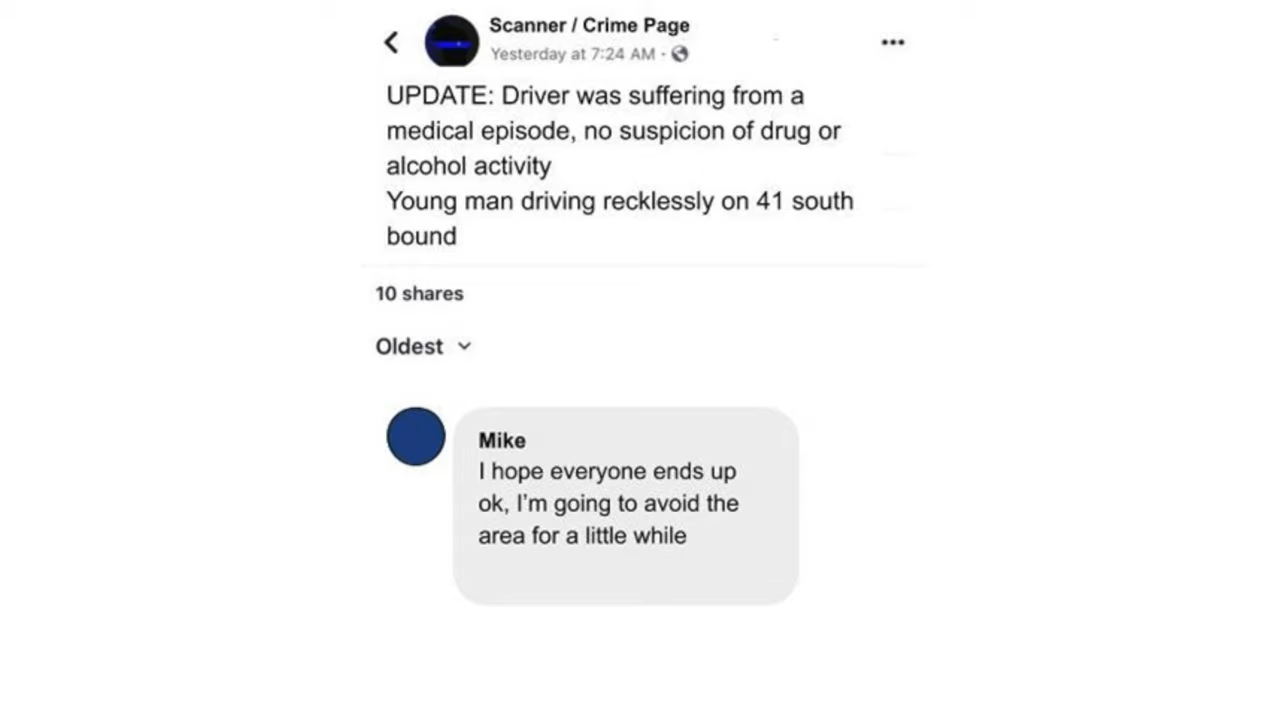 Scanner / Crime Page
Yesterday at 7:24 AM ·
UPDATE: Driver was suffering from a
medical episode, no suspicion of drug or
alcohol activity
Young man driving recklessly on 41 south
bound
10 shares
Oldest
Mike
I hope everyone ends up
ok, I'm going to avoid the
area for a little while